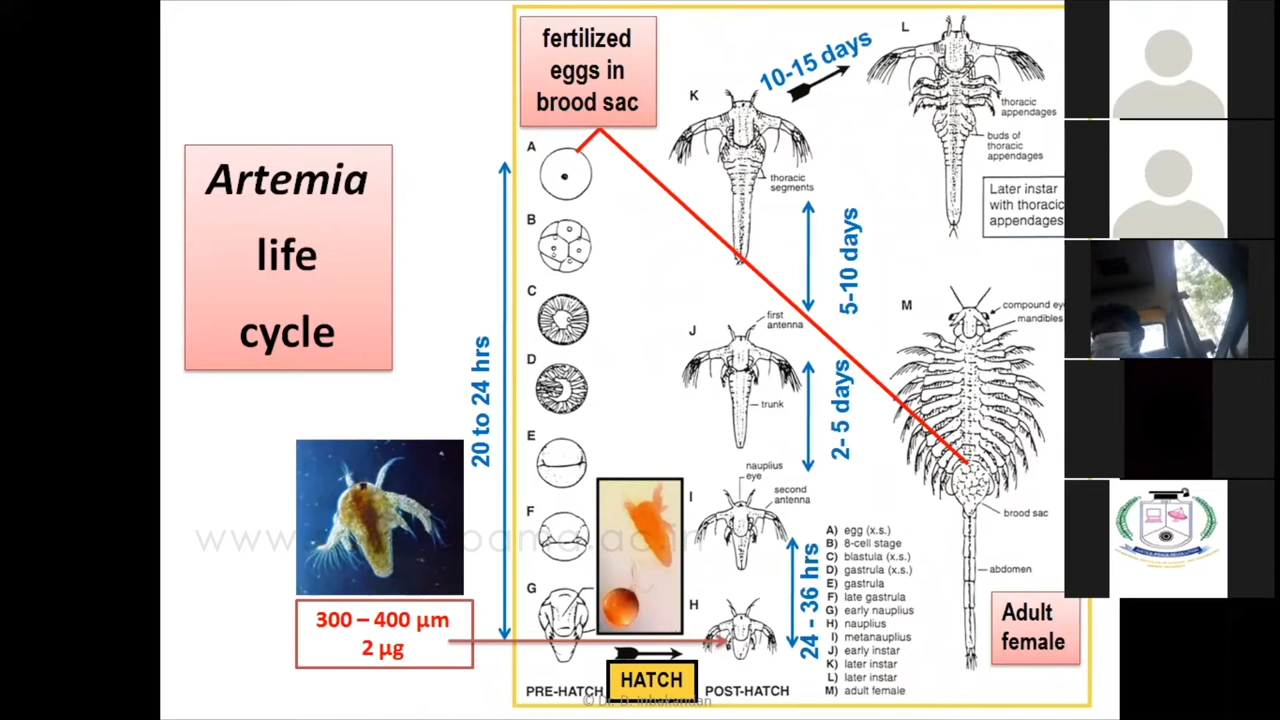 Artemia
life
cycle
fertilized
eggs in
brood sac
20 to 24 hrs
300 – 400 µm
2 µg
A
B
C
D
E
F
G
PRE-HATCH
HATCH
POST-HATCH
K
thoracic
segments
10-15 days
5-10 days
J
first
antenna
trunk
2- 5 days
I
nauplius
eye
second
antenna
H
24 - 36 hrs
L
thoracic
appendages
buds of
thoracic
appendages
Later instar
with thoracic
appendages
M
compound eye
mandibles
brood sac
abdomen
A) egg (x.s.)
B) 8-cell stage
C) blastula (x.s.)
D) gastrula (x.s.)
E) gastrula
F) late gastrula
G) early nauplius
H) nauplius
I) metanauplius
J) early instar
K) later instar
L) later instar
M) adult female
Adult
female
© Dr. D. Inbakandan